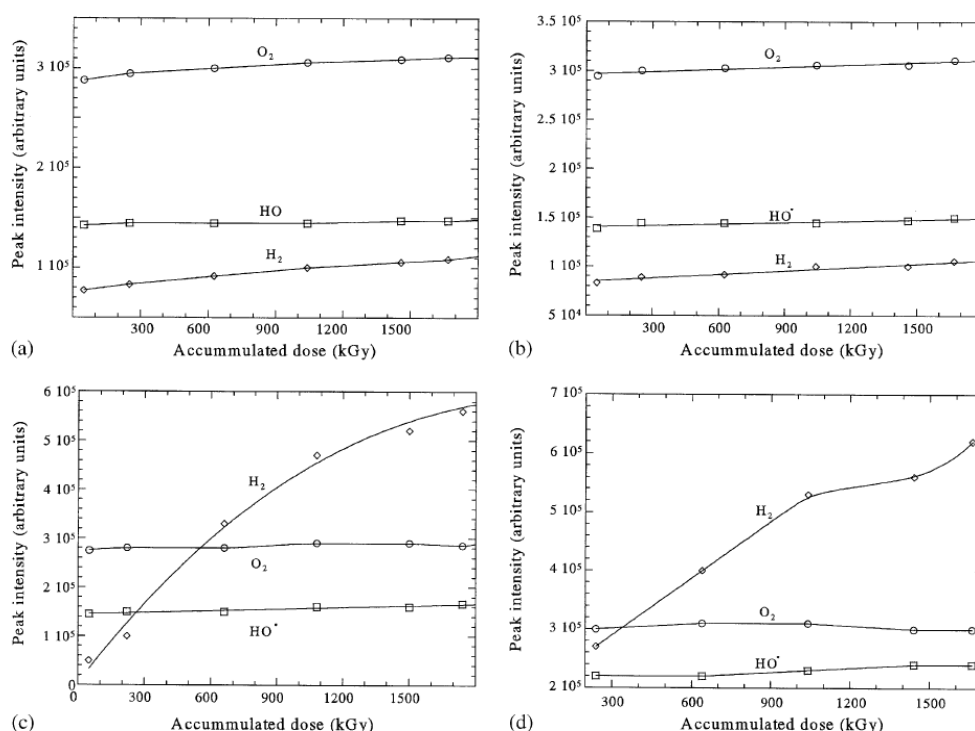 Peak intensity (arbitrary units)
3 10⁵
2 10⁵
1 10⁵
O₂
HO
H₂
300
600
900
1200
1500
Accummulated dose (kGy)
(a)
Peak intensity (arbitrary units)
3.5 10⁵
3 10⁵
2.5 10⁵
2 10⁵
1.5 10⁵
1 10⁵
5 10⁴
O₂
HO•
H₂
300
600
900
1200
1500
Accummulated dose (kGy)
(b)
Peak intensity (arbitrary units)
6 10⁵
5 10⁵
4 10⁵
3 10⁵
2 10⁵
1 10⁵
0
H₂
O₂
HO•
0
300
600
900
1200
1500
Accummulated dose (kGy)
(c)
Peak intensity (arbitrary units)
7 10⁵
6 10⁵
5 10⁵
4 10⁵
3 10⁵
2 10⁵
H₂
O₂
HO•
300
600
900
1200
1500
Accummulated dose (kGy)
(d)